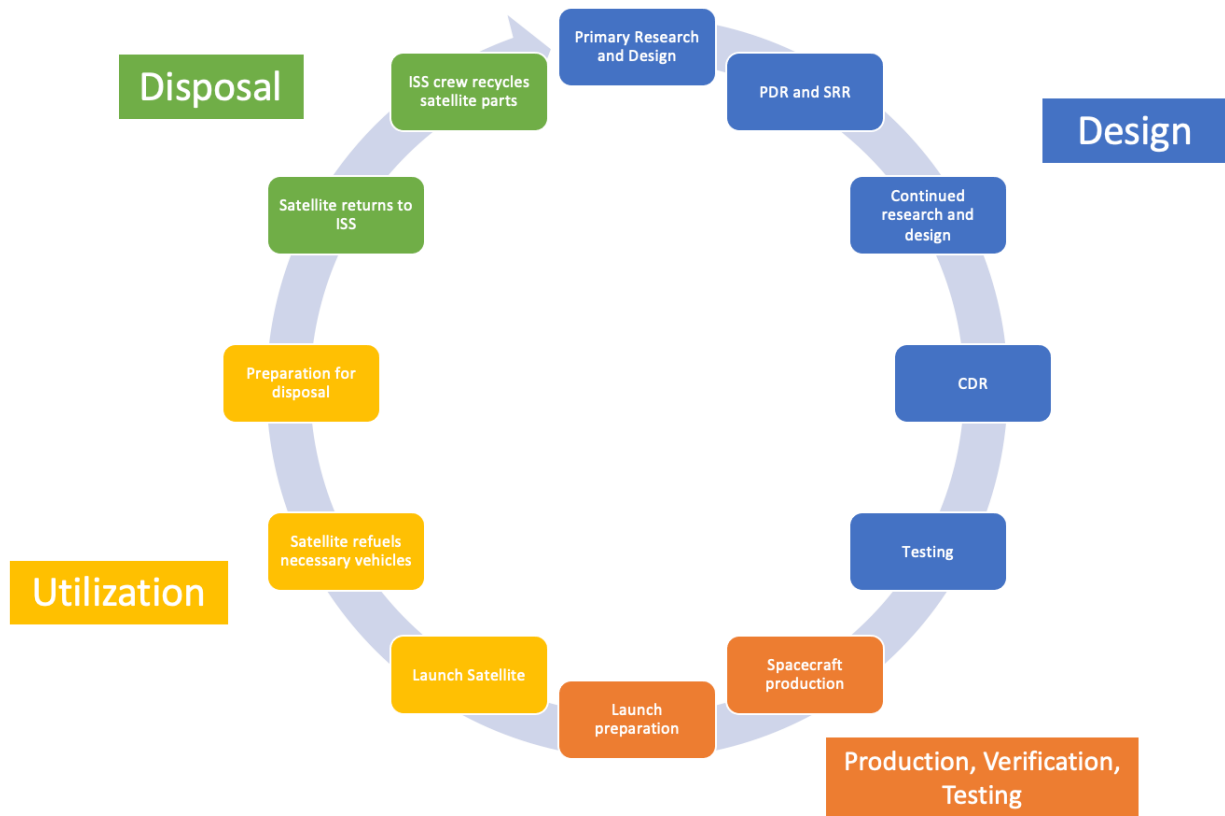 Primary Research
and Design
PDR and SRR
Design
Continued
research and
design
CDR
Testing
Spacecraft
production
Production, Verification,
Testing
Launch
preparation
Launch Satellite
Utilization
Satellite refuels
necessary vehicles
Preparation for
disposal
Satellite returns to
ISS
Disposal
ISS crew recycles
satellite parts